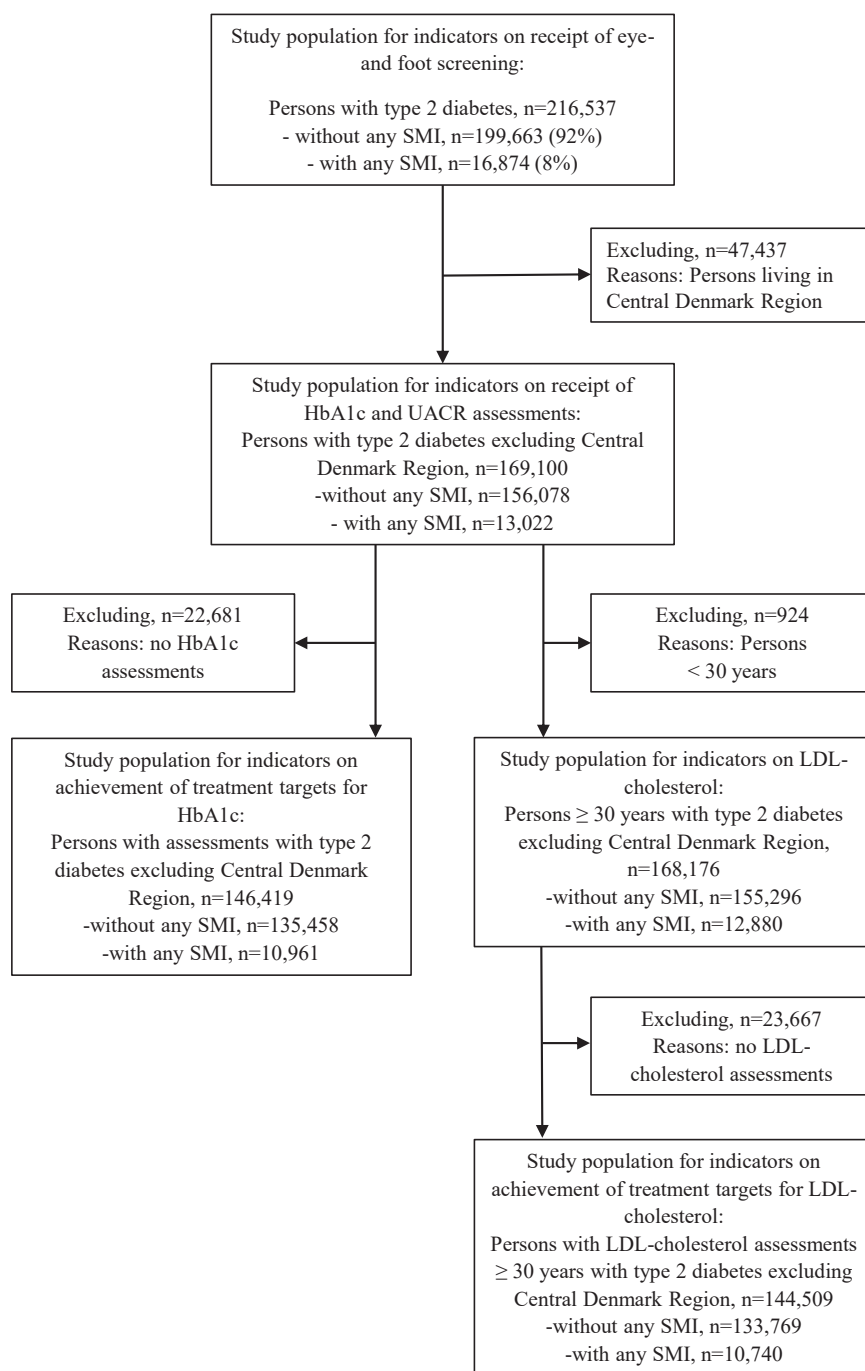 Study population for indicators on receipt of eye-
and foot screening:
Persons with type 2 diabetes, n=216,537
- without any SMI, n=199,663 (92%)
- with any SMI, n=16,874 (8%)
Excluding, n=47,437
Reasons: Persons living in
Central Denmark Region
Study population for indicators on receipt of
HbA1c and UACR assessments:
Persons with type 2 diabetes excluding Central
Denmark Region, n=169,100
-without any SMI, n=156,078
- with any SMI, n=13,022
Excluding, n=22,681
Reasons: no HbA1c
assessments
Excluding, n=924
Reasons: Persons
< 30 years
Study population for indicators on
achievement of treatment targets for
HbA1c:
Persons with assessments with type 2
diabetes excluding Central Denmark
Region, n=146,419
-without any SMI, n=135,458
-with any SMI, n=10,961
Study population for indicators on LDL-
cholesterol:
Persons ≥ 30 years with type 2 diabetes
excluding Central Denmark Region,
n=168,176
-without any SMI, n=155,296
-with any SMI, n=12,880
Excluding, n=23,667
Reasons: no LDL-
cholesterol assessments
Study population for indicators on
achievement of treatment targets for LDL-
cholesterol:
Persons with LDL-cholesterol assessments
≥ 30 years with type 2 diabetes excluding
Central Denmark Region, n=144,509
-without any SMI, n=133,769
-with any SMI, n=10,740